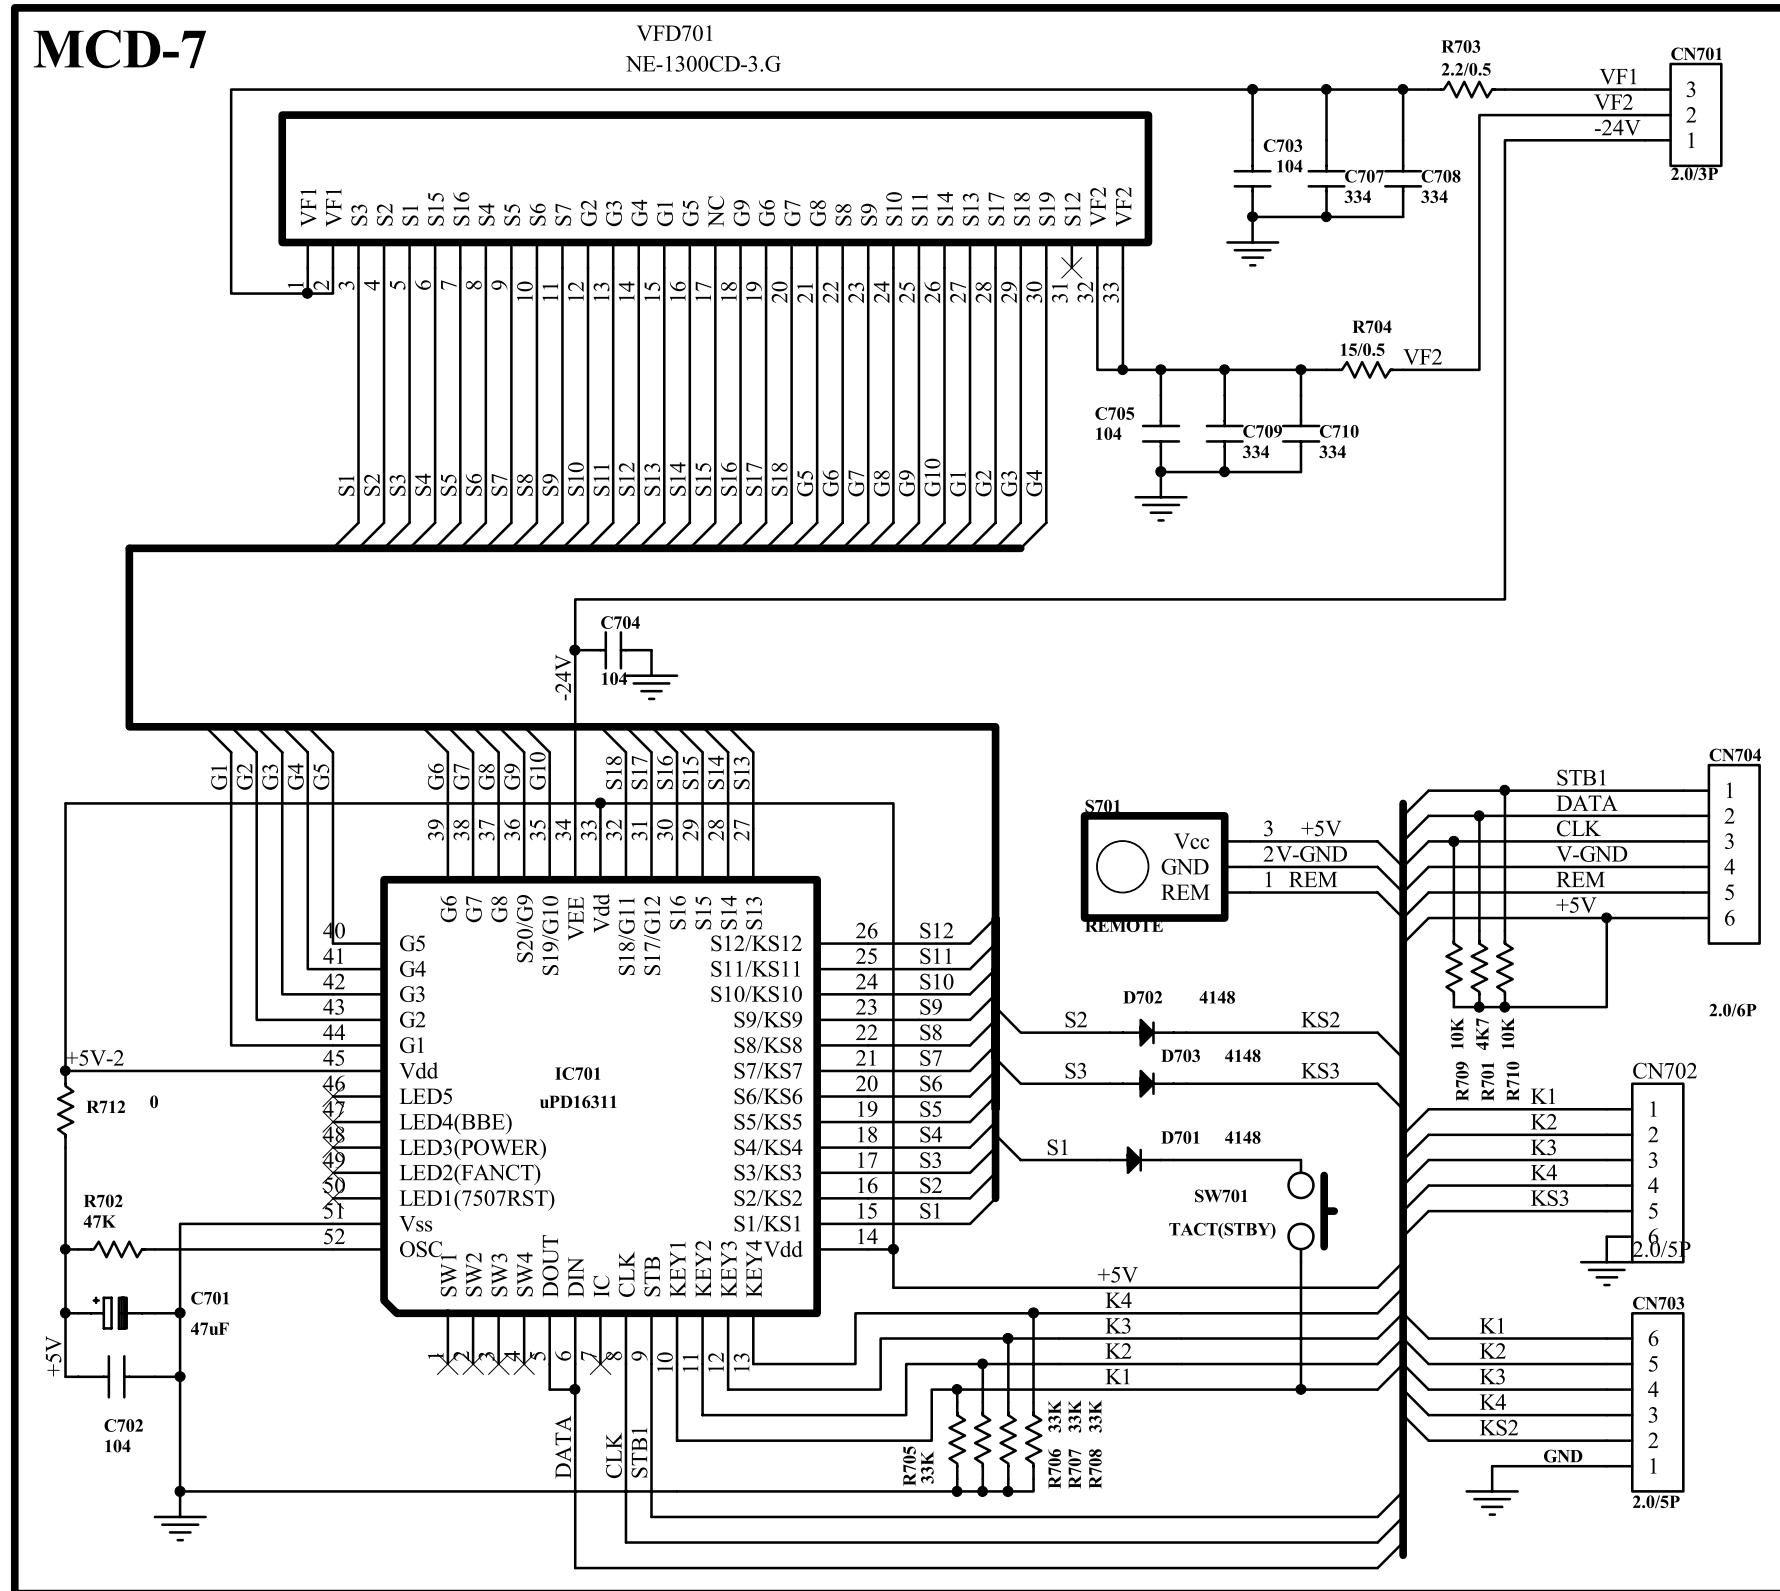 MCD-7
VFD701
NE-1300CD-3.G
R703
2.2/0.5
CN701
VF1
3
VF2
2
-24V
1
2.0/3P
C703
104
C707
334
C708
334
VF1 VF1 S3 S2 S1 S15 S16 S4 S5 S6 S7 G2 G3 G4 G1 G5 NC G9 G6 G7 G8 S8 S9 S10 S11 S14 S13 S17 S18 S19 S12 VF2 VF2
1 2 3 4 5 6 7 8 9 10 11 12 13 14 15 16 17 18 19 20 21 22 23 24 25 26 27 28 29 30 31 32 33
R704
15/0.5
VF2
C705
104
C709
334
C710
334
S1 S2 S3 S4 S5 S6 S7 S8 S9 S10 S11 S12 S13 S14 S15 S16 S17 S18 G5 G6 G7 G8 G9 G10 G1 G2 G3 G4
C704
104
-24V
G1 G2 G3 G4 G5 G6 G7 G8 G9 G10 S18 S17 S16 S15 S14 S13
39 38 37 36 35 34 33 32 31 30 29 28 27
G6 G7 G8 S20/G9 S19/G10 VEE Vdd S18/G11 S17/G12 S16 S15 S14 S13
40 G5
41 G4
42 G3
43 G2
44 G1
45 Vdd
46 LED5
47 LED4(BBE)
48 LED3(POWER)
49 LED2(FANCT)
50 LED1(7507RST)
51 Vss
52 OSC
IC701
uPD16311
S12/KS12 26 S12
S11/KS11 25 S11
S10/KS10 24 S10
S9/KS9 23 S9
S8/KS8 22 S8
S7/KS7 21 S7
S6/KS6 20 S6
S5/KS5 19 S5
S4/KS4 18 S4
S3/KS3 17 S3
S2/KS2 16 S2
S1/KS1 15 S1
Vdd 14
SW1 SW2 SW3 SW4 DOUT DIN IC CLK STB KEY1 KEY2 KEY3 KEY4
1 2 3 4 5 6 7 8 9 10 11 12 13
+5V-2
R712 0
R702
47K
C701
47uF
+
+5V
C702
104
DATA
CLK
STB1
S701
Vcc 3 +5V
GND 2 V-GND
REM 1 REM
REMOTE
D702 4148
S2 KS2
D703 4148
S3 KS3
D701 4148
S1
SW701
TACT(STBY)
+5V
K4
K3
K2
K1
R705
33K
R706 33K
R707 33K
R708 33K
CN704
STB1 1
DATA 2
CLK 3
V-GND 4
REM 5
+5V 6
2.0/6P
R709 10K
R701 4K7
R710 10K
CN702
K1 1
K2 2
K3 3
K4 4
KS3 5
6
2.0/5P
CN703
K1 6
K2 5
K3 4
K4 3
KS2 2
GND 1
2.0/5P